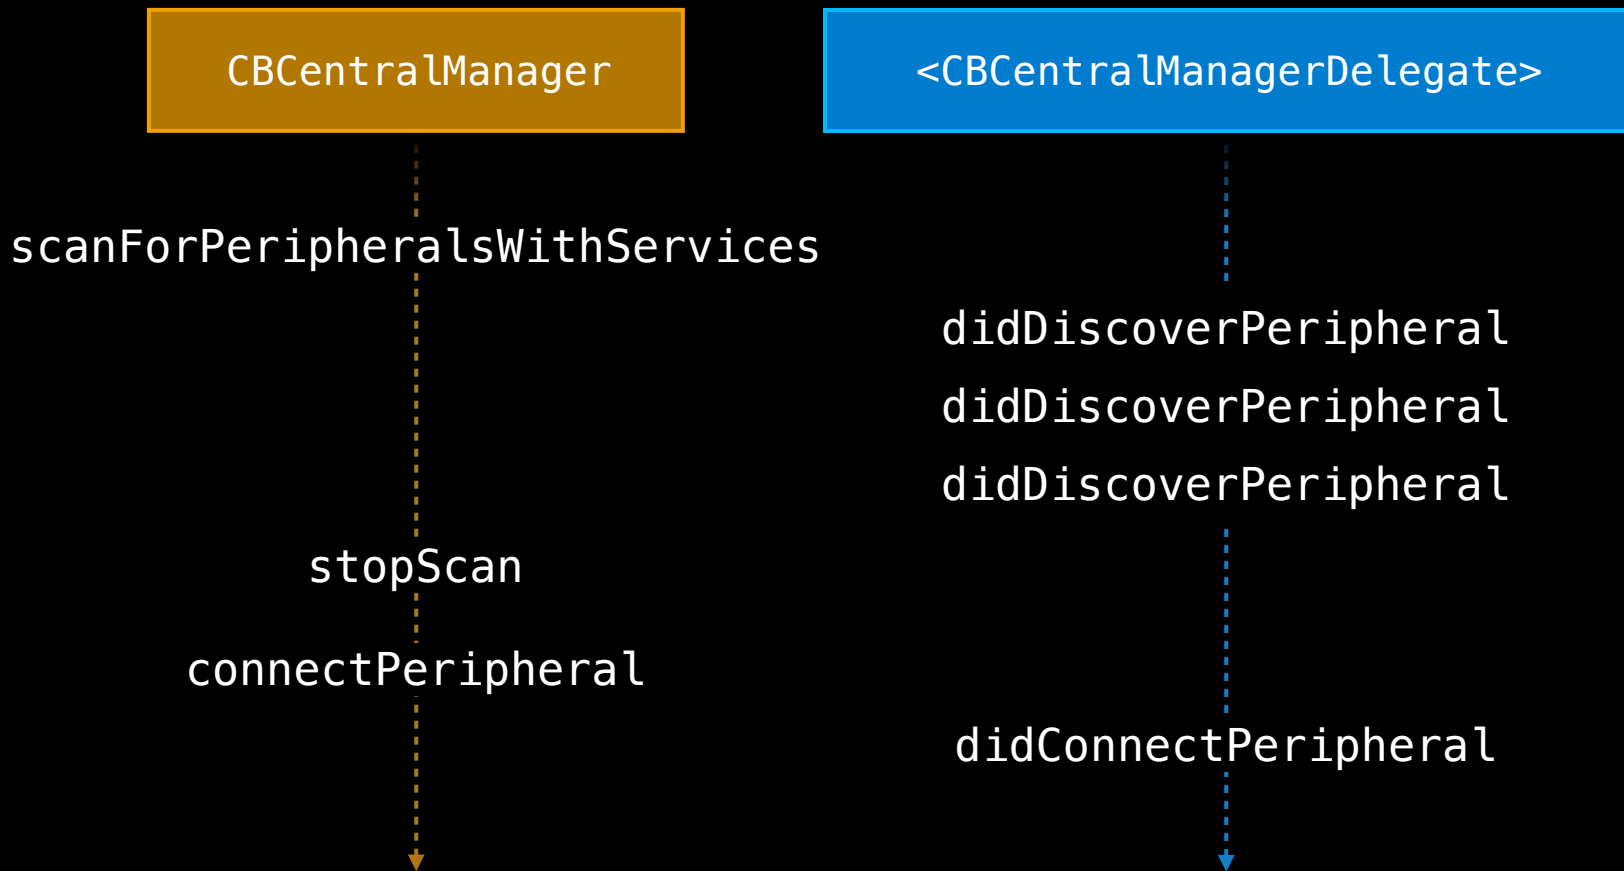 CBCentralManager
<CBCentralManagerDelegate>
scanForPeripheralsWithServices
didDiscoverPeripheral
didDiscoverPeripheral
didDiscoverPeripheral
stopScan
connectPeripheral
didConnectPeripheral